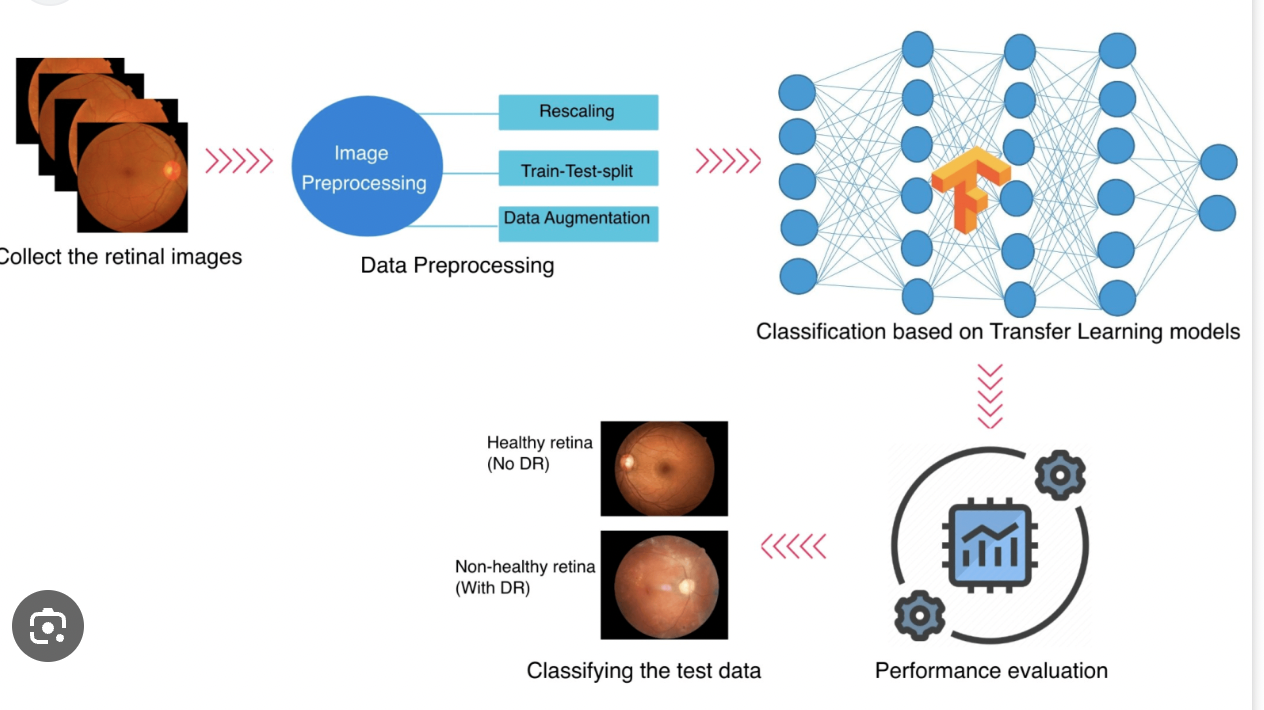 Rescaling
Image
Preprocessing
Train-Test-split
Data Augmentation
Collect the retinal images
Data Preprocessing
Classification based on Transfer Learning models
Healthy retina
(No DR)
Non-healthy retina
(With DR)
Classifying the test data
Performance evaluation